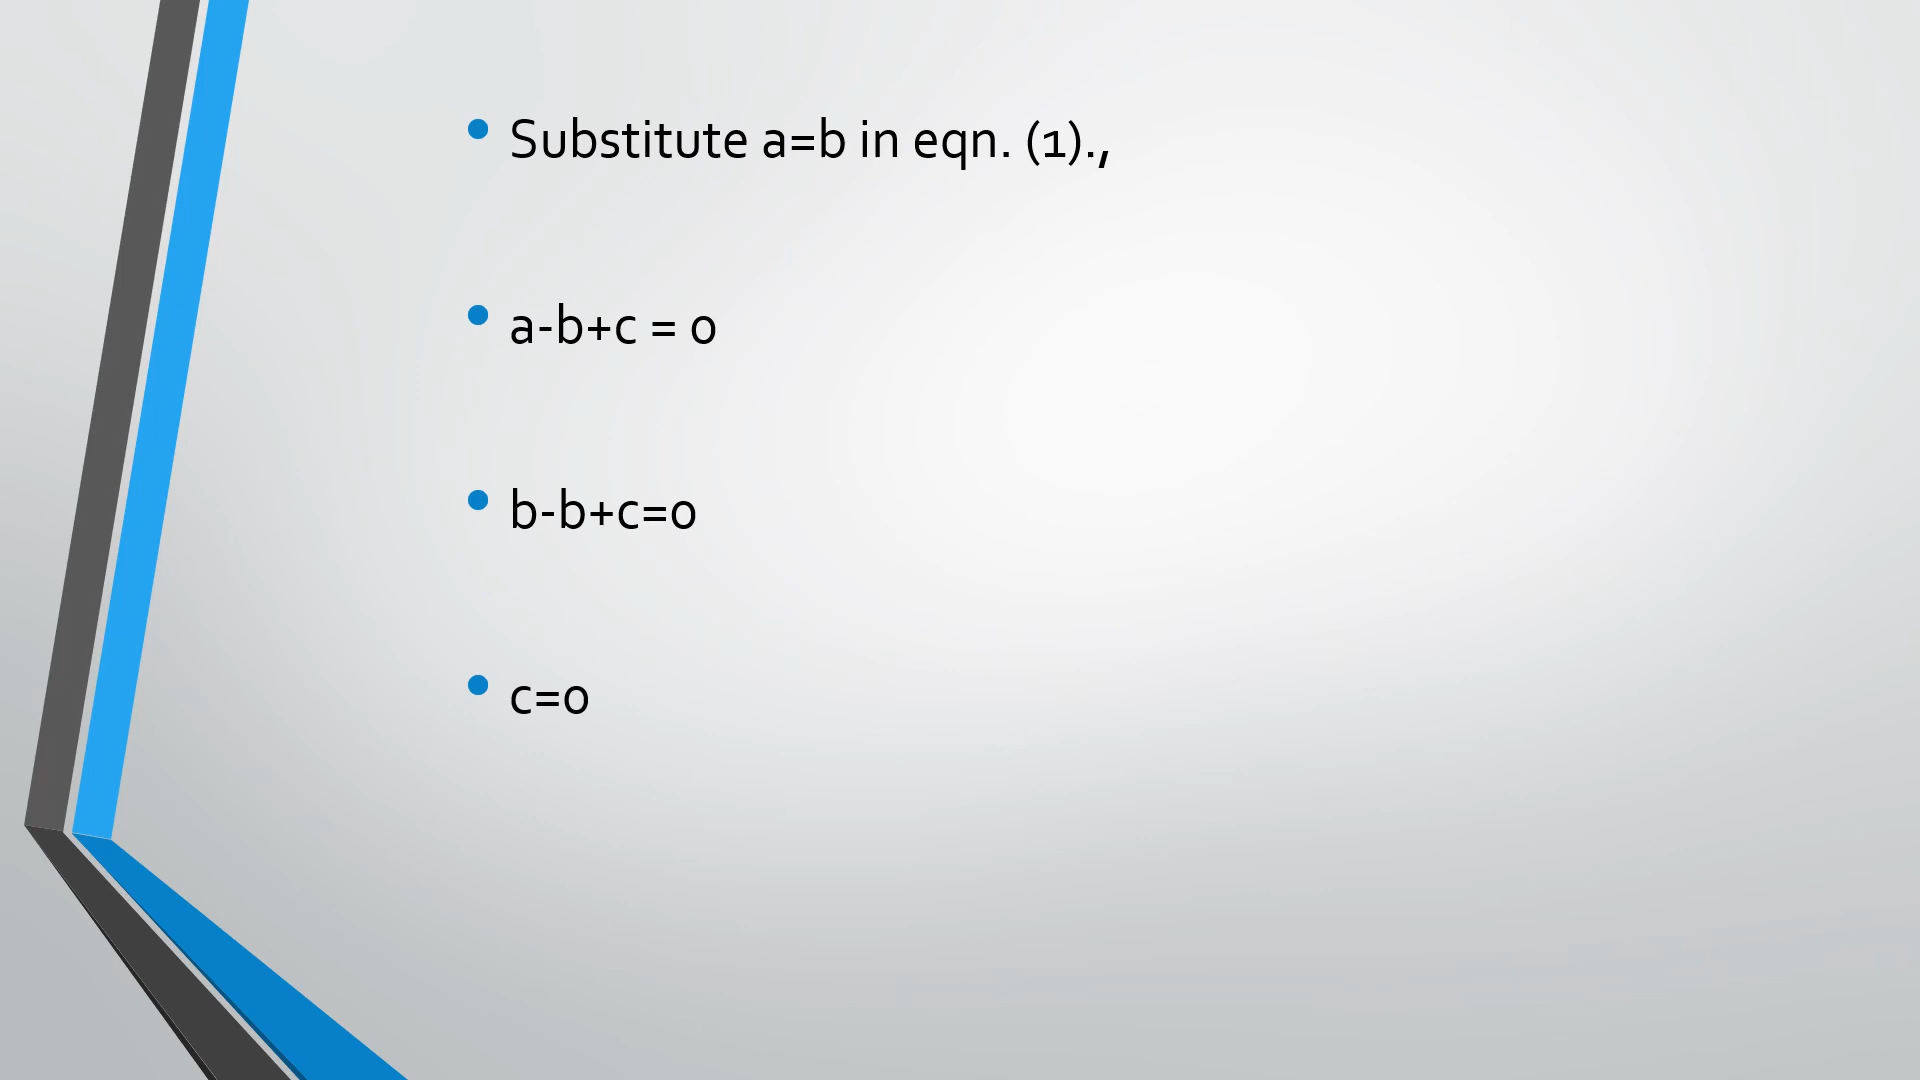 • Substitute a=b in eqn. (1).,
• a-b+c = 0
• b-b+c=0
• c=0